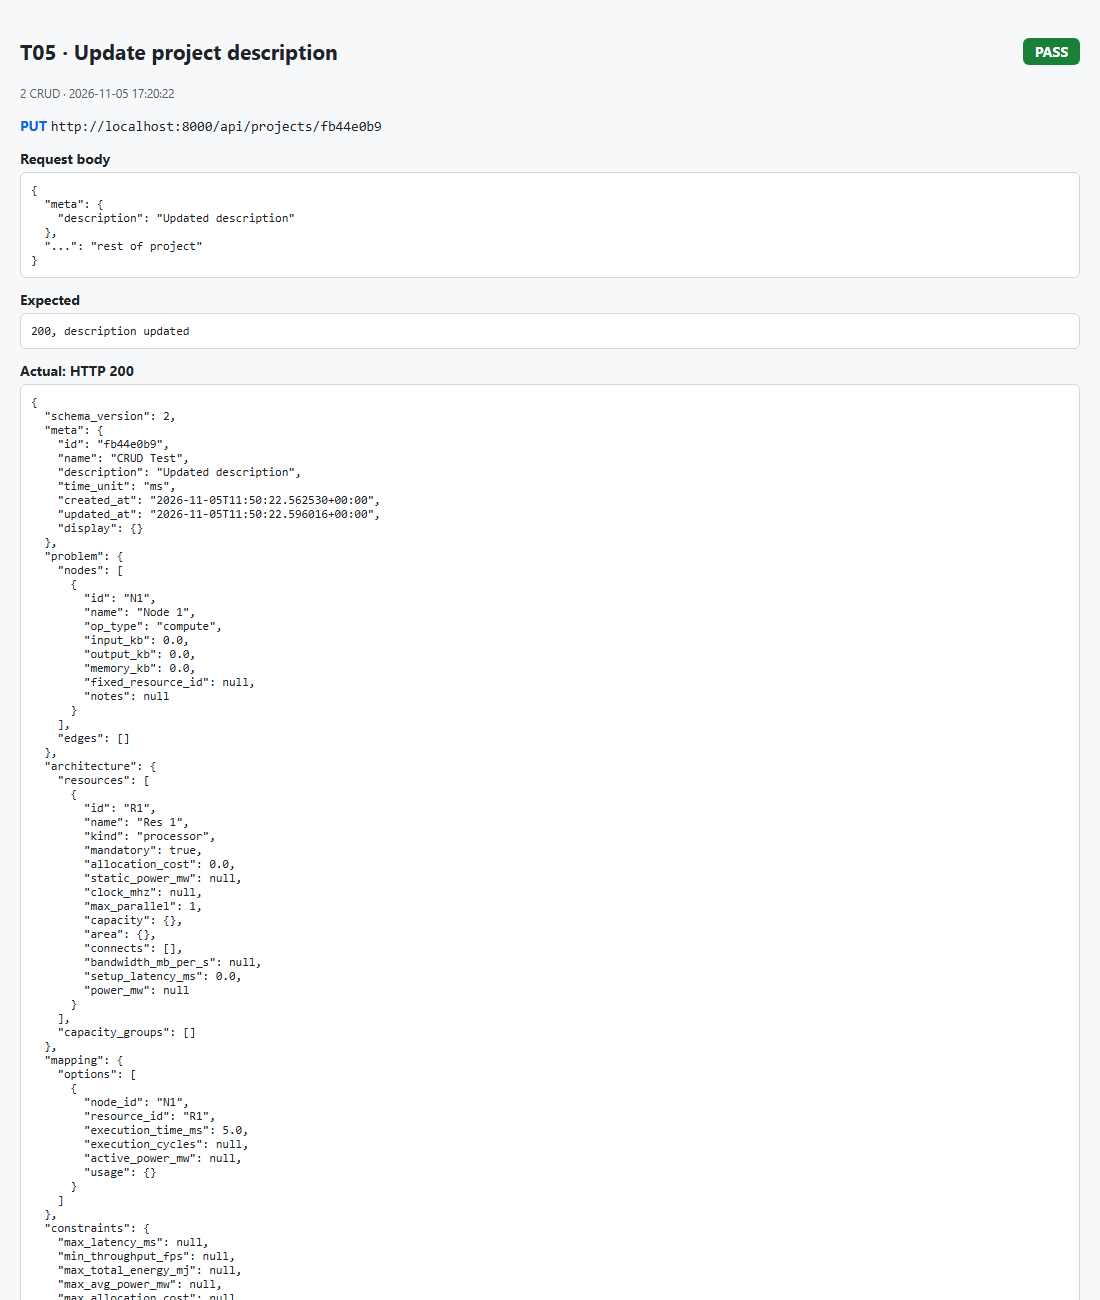 T05 · Update project description
PASS
2 CRUD · 2026-11-05 17:20:22
PUT http://localhost:8000/api/projects/fb44e0b9
Request body
{
  "meta": {
    "description": "Updated description"
  },
  "...": "rest of project"
}
Expected
200, description updated
Actual: HTTP 200
{
  "schema_version": 2,
  "meta": {
    "id": "fb44e0b9",
    "name": "CRUD Test",
    "description": "Updated description",
    "time_unit": "ms",
    "created_at": "2026-11-05T11:50:22.562530+00:00",
    "updated_at": "2026-11-05T11:50:22.596016+00:00",
    "display": {}
  },
  "problem": {
    "nodes": [
      {
        "id": "N1",
        "name": "Node 1",
        "op_type": "compute",
        "input_kb": 0.0,
        "output_kb": 0.0,
        "memory_kb": 0.0,
        "fixed_resource_id": null,
        "notes": null
      }
    ],
    "edges": []
  },
  "architecture": {
    "resources": [
      {
        "id": "R1",
        "name": "Res 1",
        "kind": "processor",
        "mandatory": true,
        "allocation_cost": 0.0,
        "static_power_mw": null,
        "clock_mhz": null,
        "max_parallel": 1,
        "capacity": {},
        "area": {},
        "connects": [],
        "bandwidth_mb_per_s": null,
        "setup_latency_ms": 0.0,
        "power_mw": null
      }
    ],
    "capacity_groups": []
  },
  "mapping": {
    "options": [
      {
        "node_id": "N1",
        "resource_id": "R1",
        "execution_time_ms": 5.0,
        "execution_cycles": null,
        "active_power_mw": null,
        "usage": {}
      }
    ]
  },
  "constraints": {
    "max_latency_ms": null,
    "min_throughput_fps": null,
    "max_total_energy_mj": null,
    "max_avg_power_mw": null,
    "max_allocation_cost": null